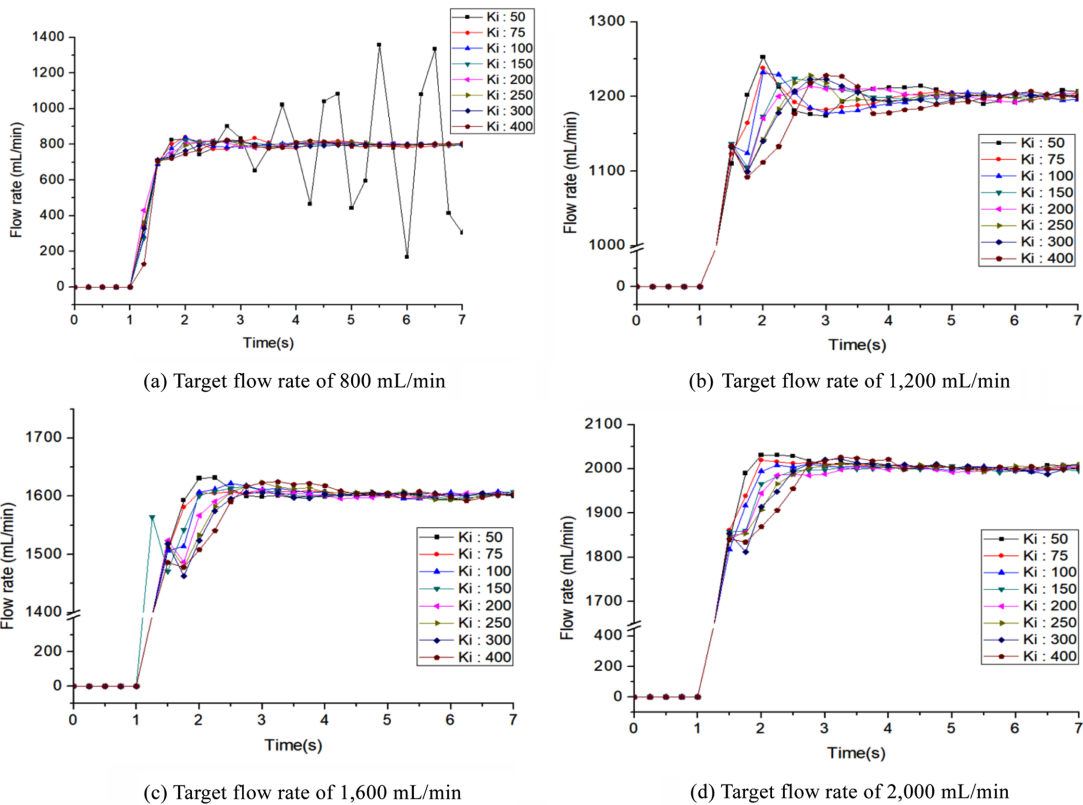 Ki : 50
Ki : 75
Ki : 100
Ki : 150
Ki : 200
Ki : 250
Ki : 300
Ki : 400
1400
1200
1000
800
600
400
200
0
Flow rate (mL/min)
0 1 2 3 4 5 6 7
Time(s)
(a) Target flow rate of 800 mL/min
1300
1200
1100
1000
0
Flow rate (mL/min)
Ki : 50
Ki : 75
Ki : 100
Ki : 150
Ki : 200
Ki : 250
Ki : 300
Ki : 400
0 1 2 3 4 5 6 7
Time(s)
(b) Target flow rate of 1,200 mL/min
1700
1600
1500
1400
200
0
Flow rate (mL/min)
Ki : 50
Ki : 75
Ki : 100
Ki : 150
Ki : 200
Ki : 250
Ki : 300
Ki : 400
0 1 2 3 4 5 6 7
Time(s)
(c) Target flow rate of 1,600 mL/min
2100
2000
1900
1800
1700
400
200
0
Flow rate (mL/min)
Ki : 50
Ki : 75
Ki : 100
Ki : 150
Ki : 200
Ki : 250
Ki : 300
Ki : 400
0 1 2 3 4 5 6 7
Time(s)
(d) Target flow rate of 2,000 mL/min